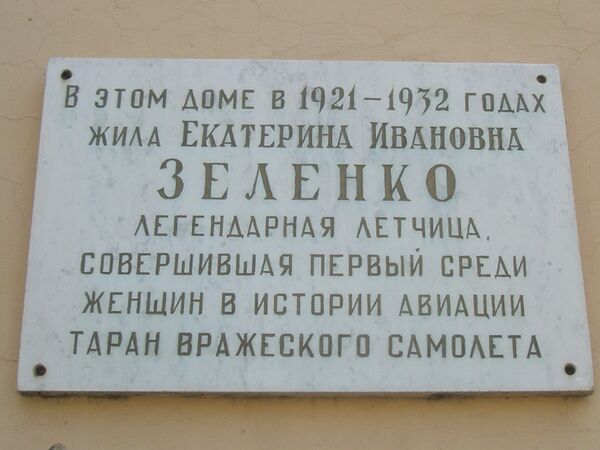 В ЭТОМ ДОМЕ В 1921-1932 ГОДАХ
ЖИЛА ЕКАТЕРИНА ИВАНОВНА
ЗЕЛЕНКО
ЛЕГЕНДАРНАЯ ЛЕТЧИЦА,
СОВЕРШИВШАЯ ПЕРВЫЙ СРЕДИ
ЖЕНЩИН В ИСТОРИИ АВИАЦИИ
ТАРАН ВРАЖЕСКОГО САМОЛЕТА